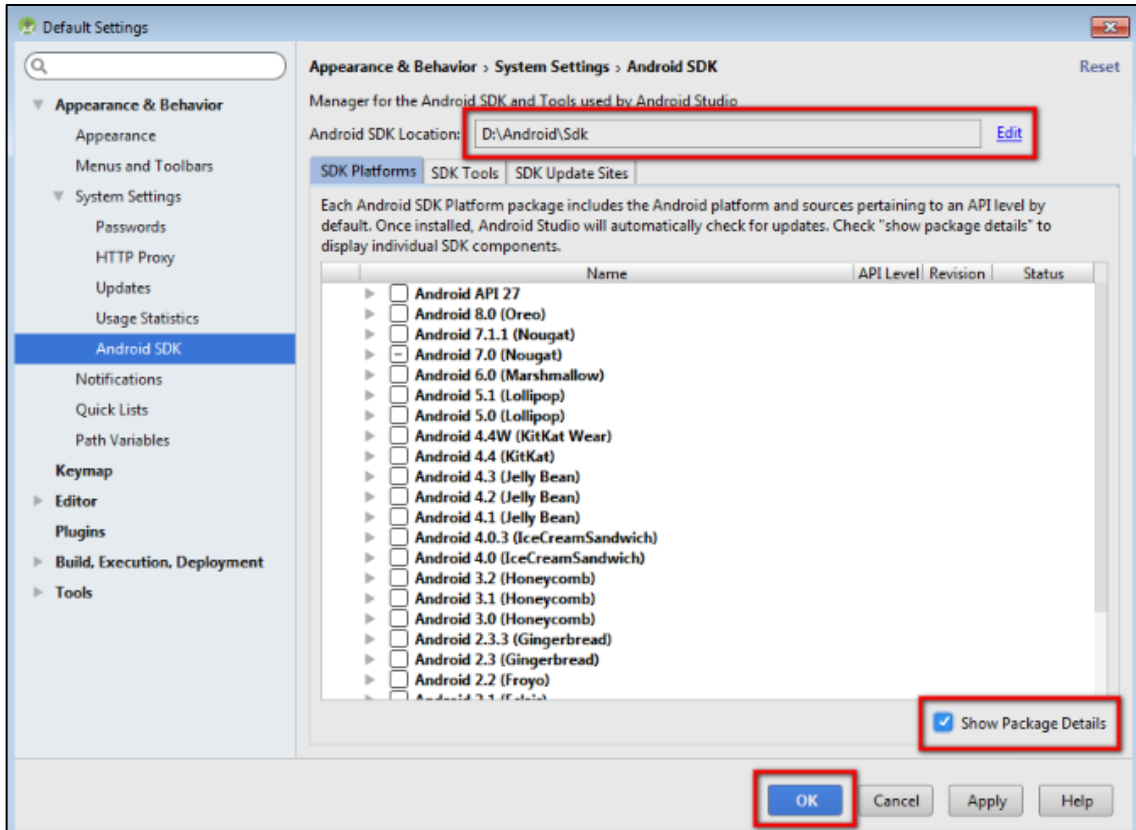 Default Settings
Appearance & Behavior
Appearance
Menus and Toolbars
System Settings
Passwords
HTTP Proxy
Updates
Usage Statistics
Android SDK
Notifications
Quick Lists
Path Variables
Keymap
Editor
Plugins
Build, Execution, Deployment
Tools
Appearance & Behavior › System Settings › Android SDK
Reset
Manager for the Android SDK and Tools used by Android Studio
Android SDK Location: D:\Android\Sdk Edit
SDK Platforms SDK Tools SDK Update Sites
Each Android SDK Platform package includes the Android platform and sources pertaining to an API level by
default. Once installed, Android Studio will automatically check for updates. Check "show package details" to
display individual SDK components.
Name API Level Revision Status
Android API 27
Android 8.0 (Oreo)
Android 7.1.1 (Nougat)
Android 7.0 (Nougat)
Android 6.0 (Marshmallow)
Android 5.1 (Lollipop)
Android 5.0 (Lollipop)
Android 4.4W (KitKat Wear)
Android 4.4 (KitKat)
Android 4.3 (Jelly Bean)
Android 4.2 (Jelly Bean)
Android 4.1 (Jelly Bean)
Android 4.0.3 (IceCreamSandwich)
Android 4.0 (IceCreamSandwich)
Android 3.2 (Honeycomb)
Android 3.1 (Honeycomb)
Android 3.0 (Honeycomb)
Android 2.3.3 (Gingerbread)
Android 2.3 (Gingerbread)
Android 2.2 (Froyo)
Show Package Details
OK Cancel Apply Help